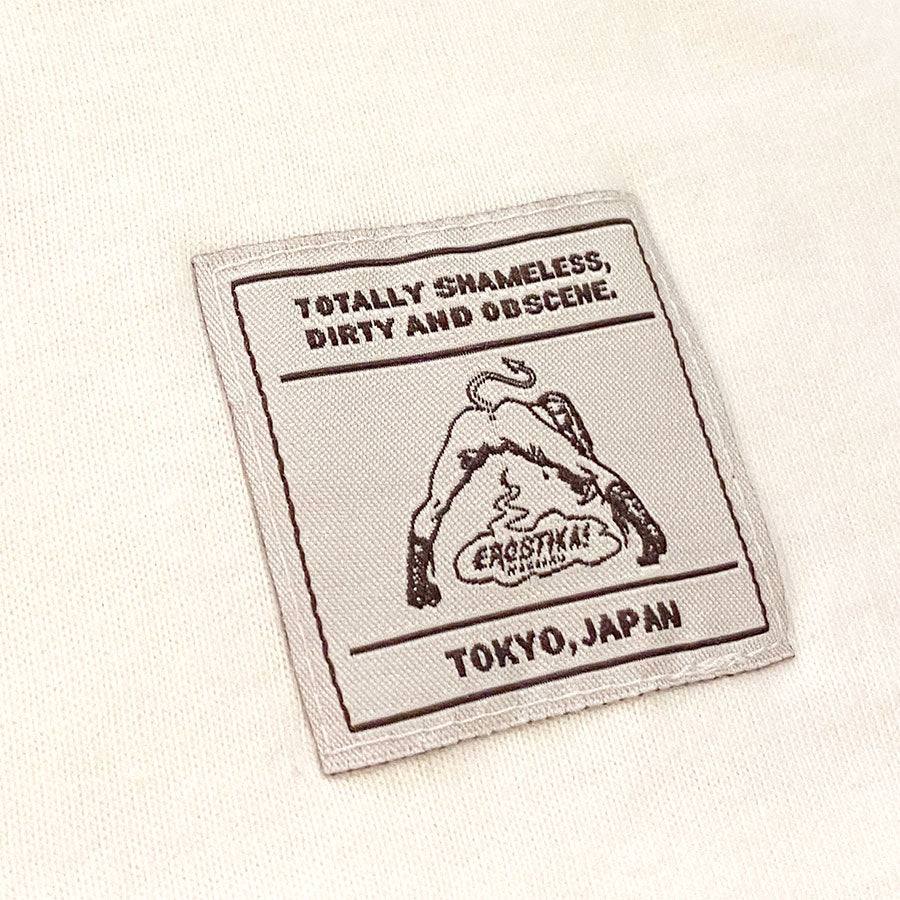 TOTALLY SHAMELESS,
DIRTY AND OBSCENE.
EROSTIKA!
TOKYO, JAPAN